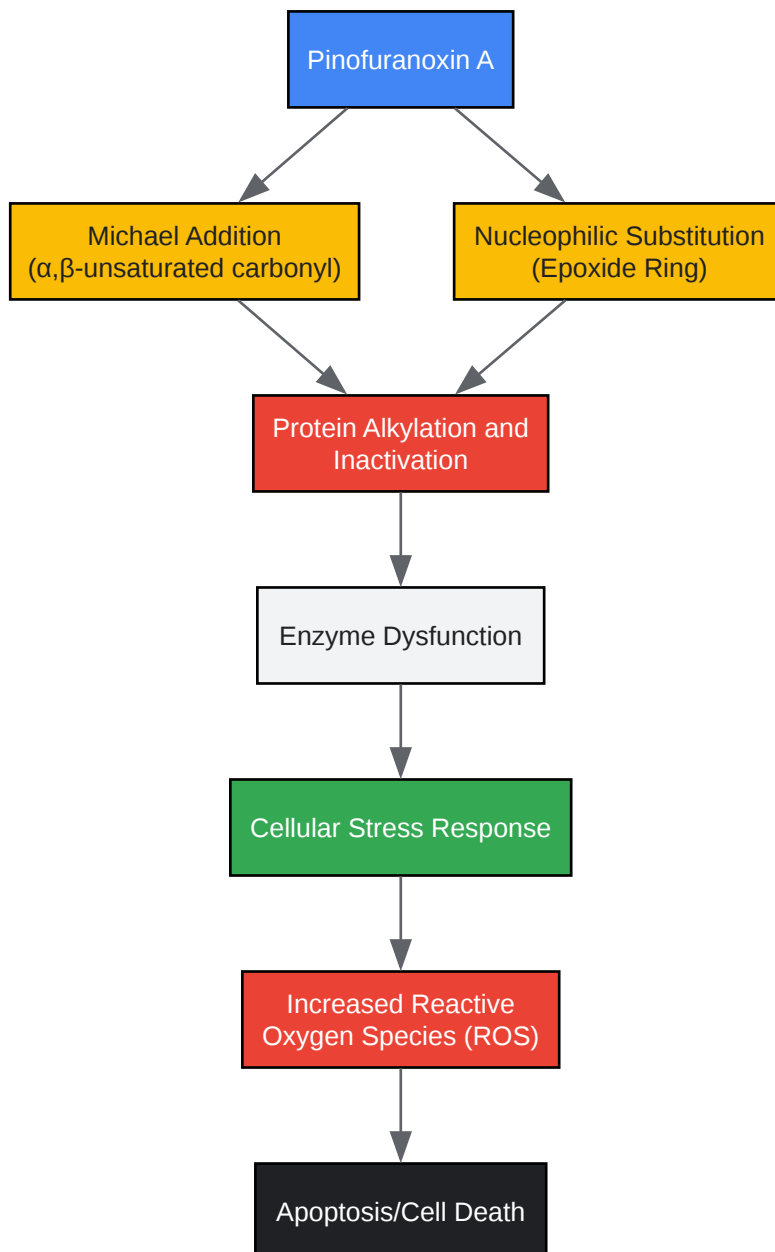 Pinofuranoxin A
Michael Addition
(α,β-unsaturated carbonyl)
Nucleophilic Substitution
(Epoxide Ring)
Protein Alkylation and
Inactivation
Enzyme Dysfunction
Cellular Stress Response
Increased Reactive
Oxygen Species (ROS)
Apoptosis/Cell Death